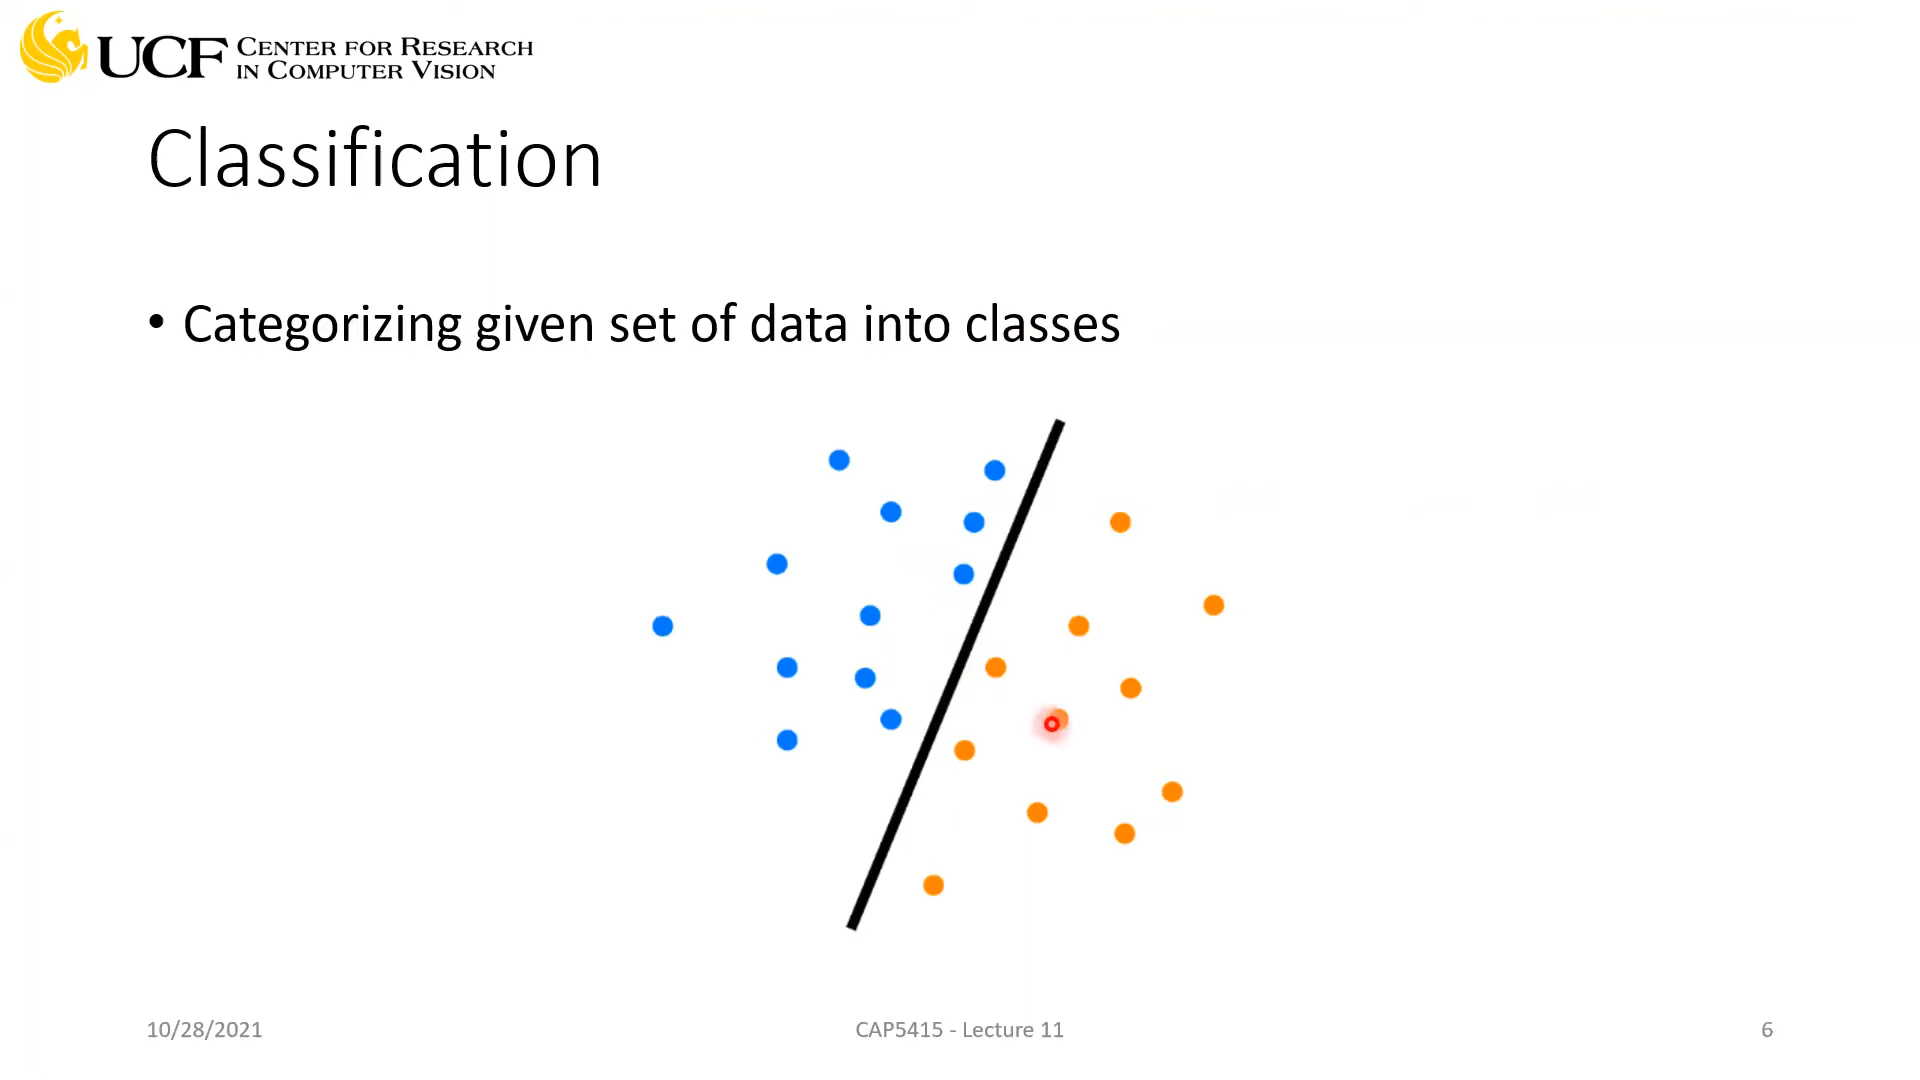 UCF CENTER FOR RESEARCH
IN COMPUTER VISION
Classification
• Categorizing given set of data into classes
10/28/2021
CAP5415 - Lecture 11
6